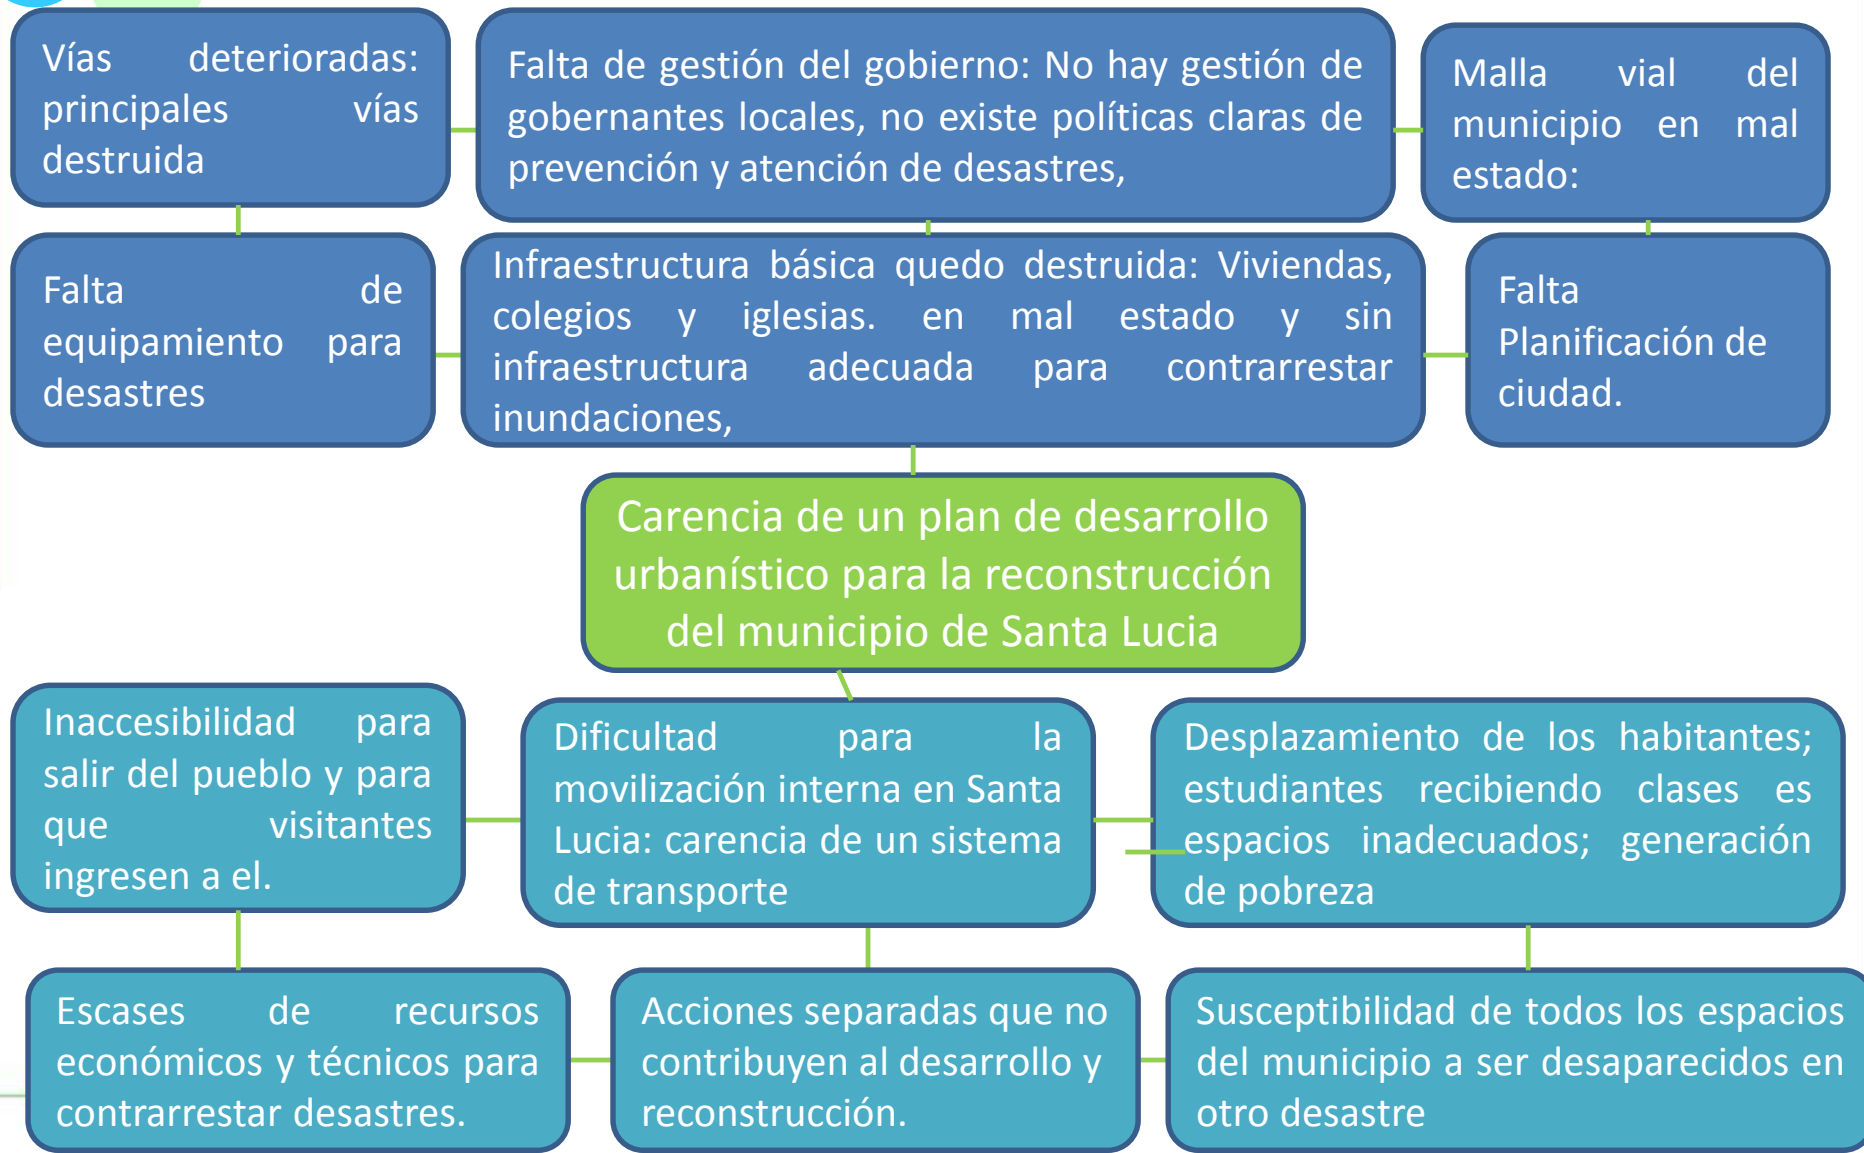 Vías deterioradas:
principales vías
destruida
Falta de gestión del gobierno: No hay gestión de
gobernantes locales, no existe políticas claras de
prevención y atención de desastres,
Malla vial del
municipio en mal
estado:
Falta de
equipamiento para
desastres
Infraestructura básica quedo destruida: Viviendas,
colegios y iglesias. en mal estado y sin
infraestructura adecuada para contrarrestar
inundaciones,
Falta
Planificación de
ciudad.
Carencia de un plan de desarrollo
urbanístico para la reconstrucción
del municipio de Santa Lucia
Inaccesibilidad para
salir del pueblo y para
que visitantes
ingresen a el.
Dificultad para la
movilización interna en Santa
Lucia: carencia de un sistema
de transporte
Desplazamiento de los habitantes;
estudiantes recibiendo clases es
espacios inadecuados; generación
de pobreza
Escases de recursos
económicos y técnicos para
contrarrestar desastres.
Acciones separadas que no
contribuyen al desarrollo y
reconstrucción.
Susceptibilidad de todos los espacios
del municipio a ser desaparecidos en
otro desastre